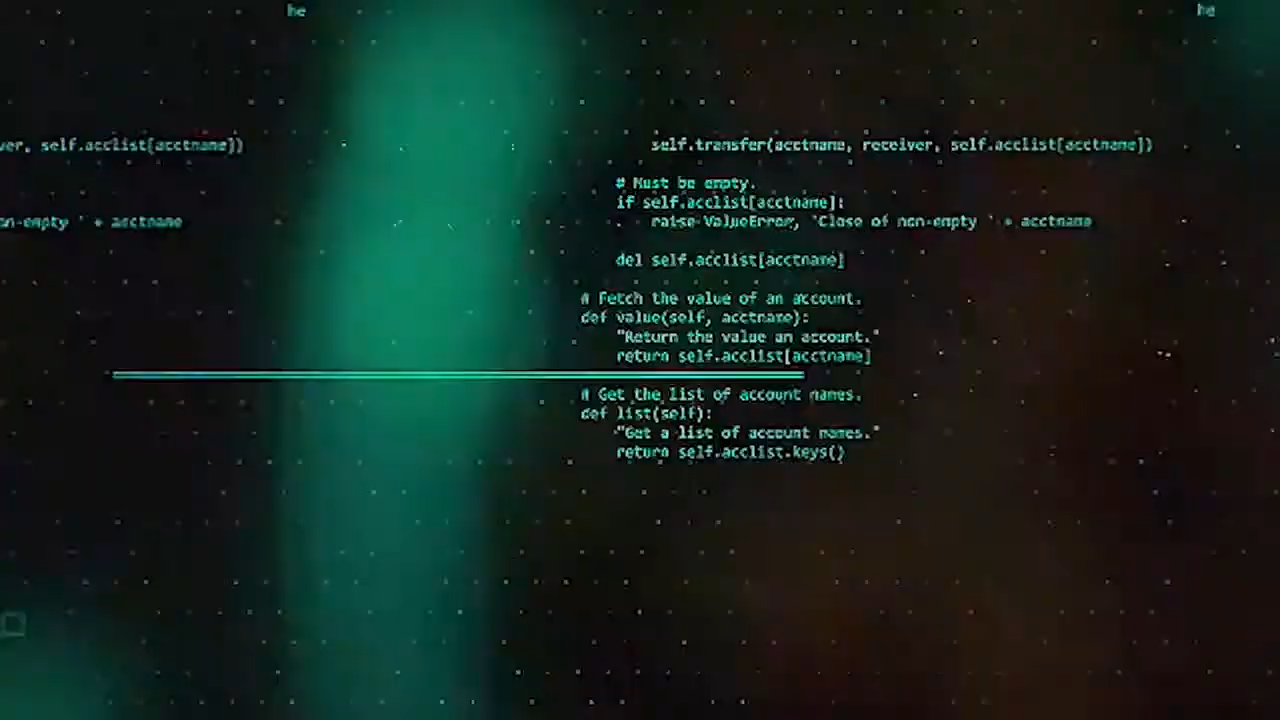 he
he
ver, self.acclist[acctname])
self.transfer(acctname, receiver, self.acclist[acctname])
# Must be empty.
if self.acclist[acctname]:
on-empty ' + acctname
raise ValueError, 'Close of non-empty ' + acctname
del self.acclist[acctname]
# Fetch the value of an account.
def value(self, acctname):
"Return the value an account."
return self.acclist[acctname]
# Get the list of account names.
def list(self):
"Get a list of account names."
return self.acclist.keys()